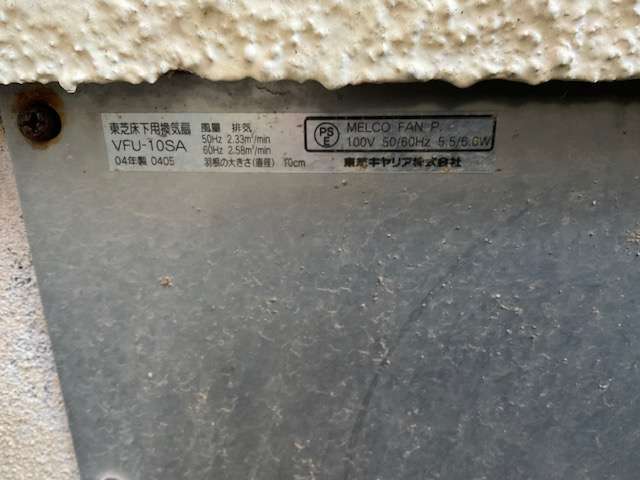 東芝床下用換気扇
VFU-10SA
04年製 0405
風量 排気
50Hz 2.33m³/min
60Hz 2.58m³/min
羽根の大きさ(直径) 10cm
PS
E
MELCO FAN P.
100V 50/60Hz 5.5/6.0W
東芝キヤリア株式会社